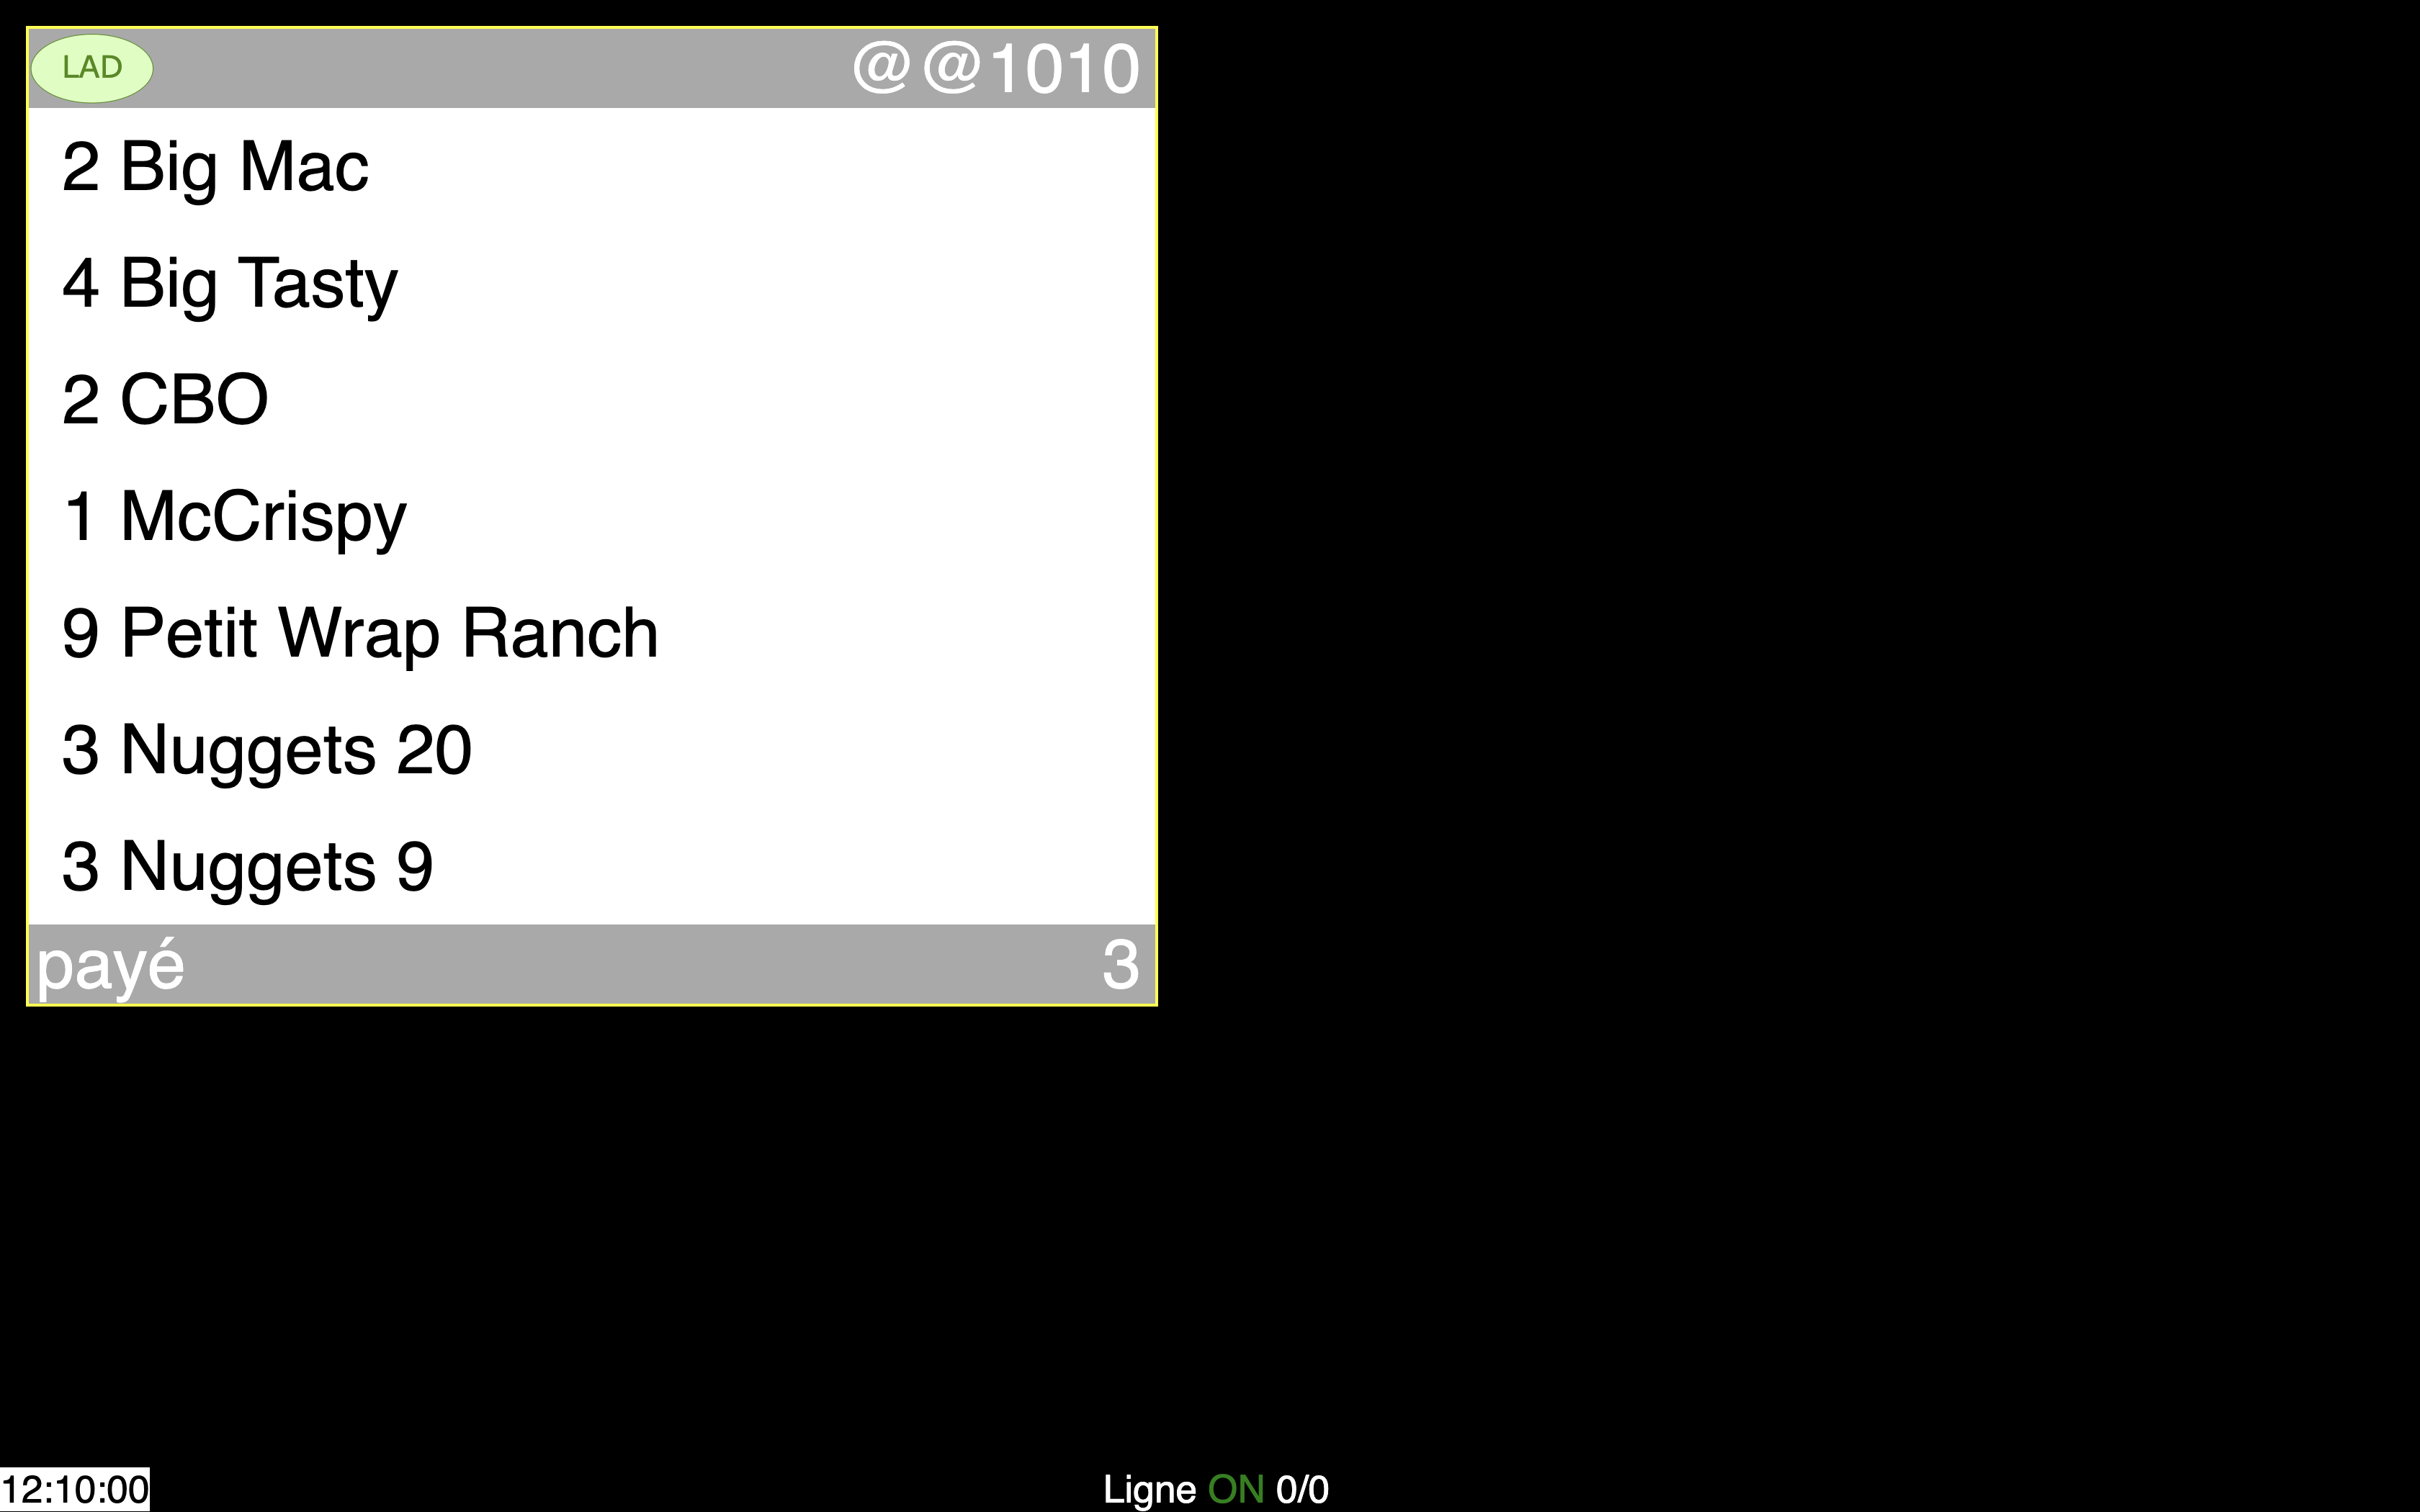 LAD @@1010
2 Big Mac
4 Big Tasty
2 CBO
1 McCrispy
9 Petit Wrap Ranch
3 Nuggets 20
3 Nuggets 9
payé 3
12:10:00 Ligne ON 0/0